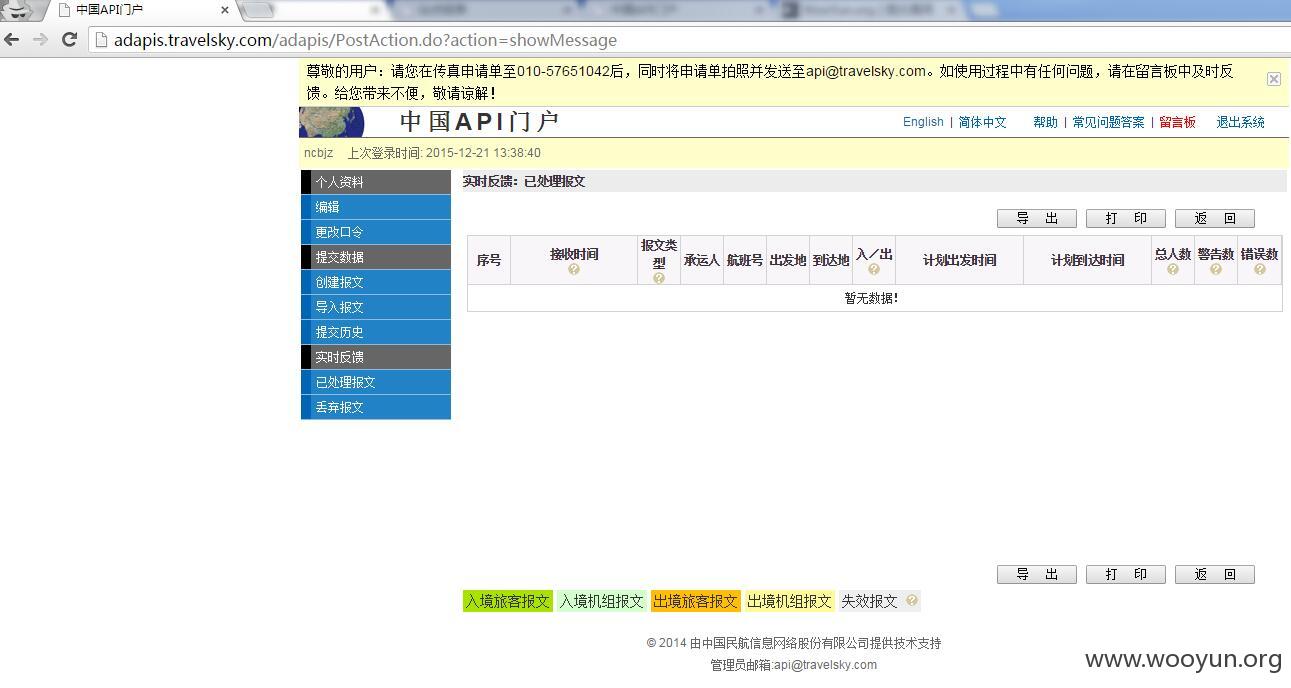 中国API门户
adapis.travelsky.com/adapis/PostAction.do?action=showMessage
尊敬的用户：请您在传真申请单至010-57651042后，同时将申请单拍照并发送至api@travelsky.com。如使用过程中有任何问题，请在留言板中及时反
馈。给您带来不便，敬请谅解！
中国API门户
English | 简体中文 帮助 | 常见问题答案 | 留言板 退出系统
ncbjz 上次登录时间: 2015-12-21 13:38:40
个人资料
编辑
更改口令
提交数据
创建报文
导入报文
提交历史
实时反馈
已处理报文
丢弃报文
实时反馈：已处理报文
导 出 打 印 返 回
序号 接收时间 报文类型 承运人 航班号 出发地 到达地 入／出 计划出发时间 计划到达时间 总人数 警告数 错误数
暂无数据！
导 出 打 印 返 回
入境旅客报文 入境机组报文 出境旅客报文 出境机组报文 失效报文
© 2014 由中国民航信息网络股份有限公司提供技术支持
管理员邮箱:api@travelsky.com
www.wooyun.org